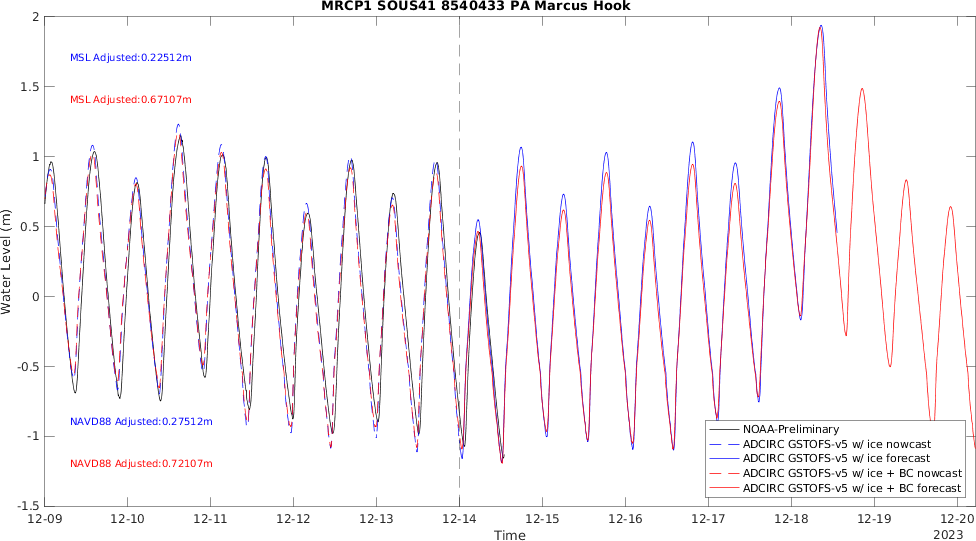 MRCP1 SOUS41 8540433 PA Marcus Hook
2
1.5
1
0.5
0
-0.5
-1
-1.5
Water Level (m)
MSL Adjusted:0.22512m
MSL Adjusted:0.67107m
NAVD88 Adjusted:0.27512m
NAVD88 Adjusted:0.72107m
NOAA-Preliminary
ADCIRC GSTOFS-v5 w/ ice nowcast
ADCIRC GSTOFS-v5 w/ ice forecast
ADCIRC GSTOFS-v5 w/ ice + BC nowcast
ADCIRC GSTOFS-v5 w/ ice + BC forecast
12-09 12-10 12-11 12-12 12-13 12-14 12-15 12-16 12-17 12-18 12-19 12-20
Time
2023